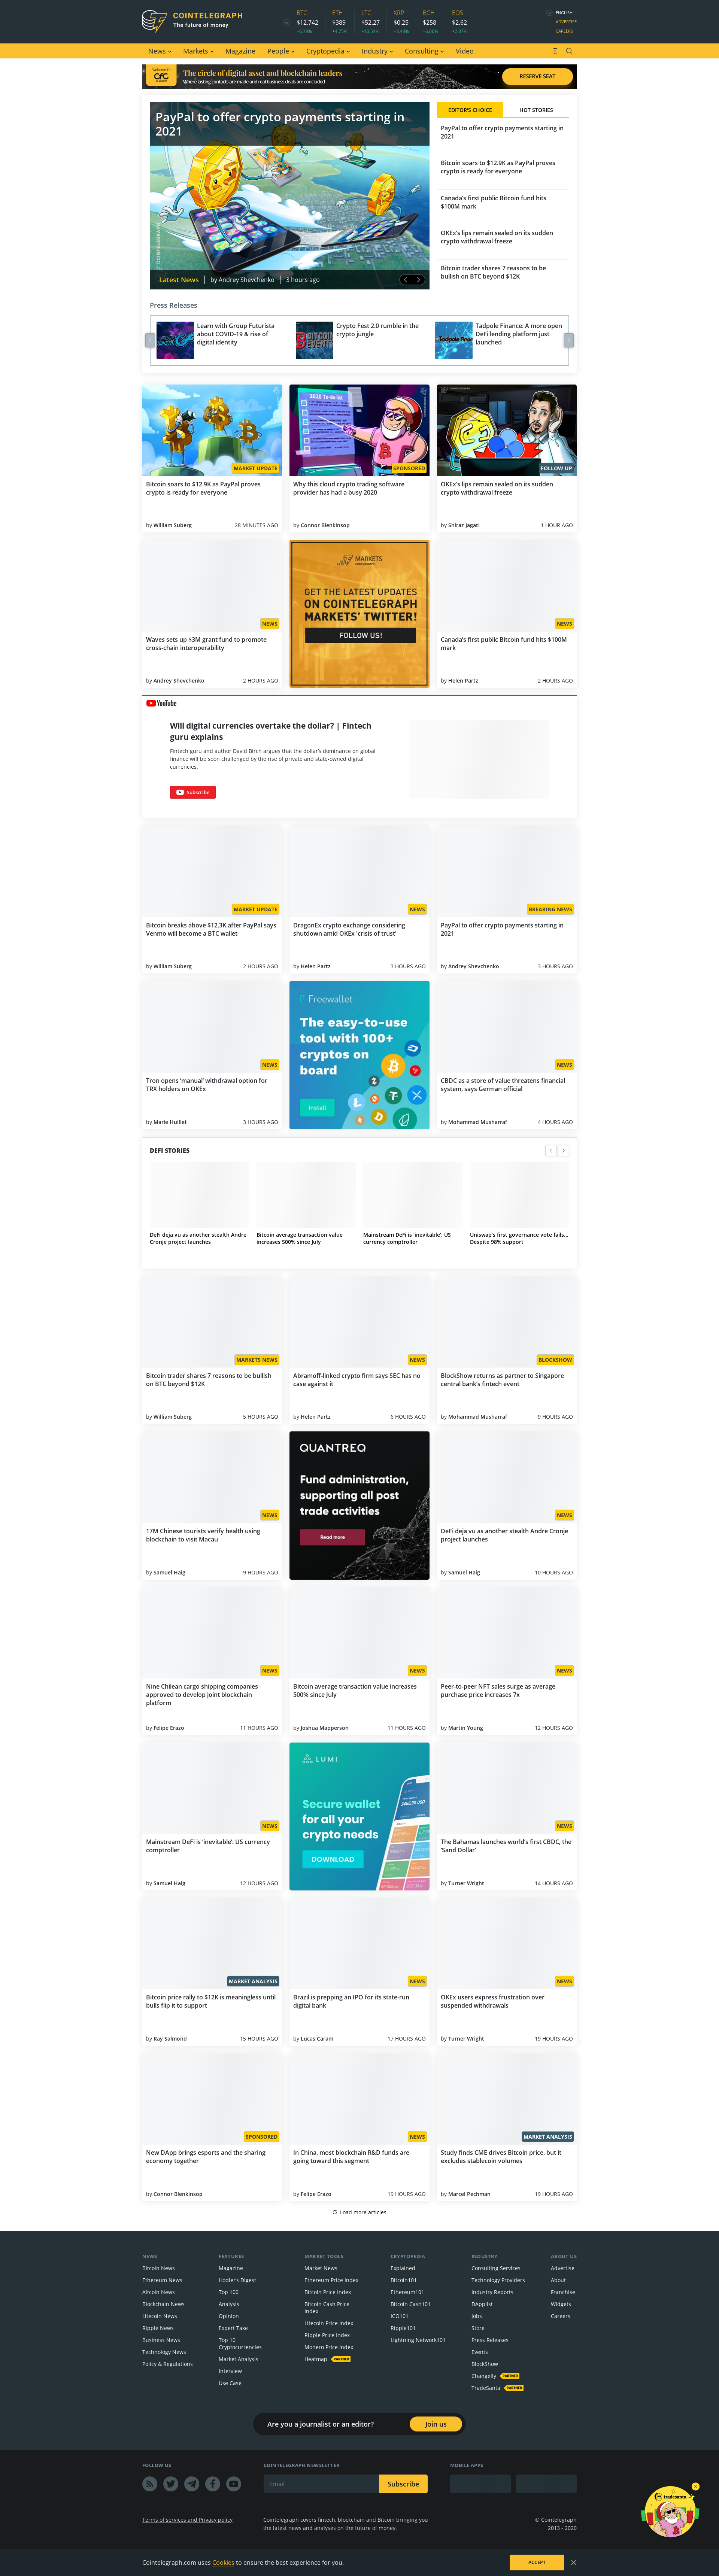 COINTELEGRAPH
The future of money
BTC
$12,742
+6.78%
ETH
$389
+4.75%
LTC
$52.27
+10.51%
XRP
$0.25
+3.48%
BCH
$258
+6.06%
EOS
$2.62
+2.87%
ENGLISH
ADVERTISE
CAREERS
News
Markets
Magazine
People
Cryptopedia
Industry
Consulting
Video
Welcome to
CFC
The circle of digital asset and blockchain leaders
Where lasting contacts are made and real business deals are concluded
RESERVE SEAT
PayPal to offer crypto payments starting in
2021
COINTELEGRAPH
Latest News
by Andrey Shevchenko
3 hours ago
EDITOR'S CHOICE
HOT STORIES
PayPal to offer crypto payments starting in
2021
Bitcoin soars to $12.9K as PayPal proves
crypto is ready for everyone
Canada's first public Bitcoin fund hits
$100M mark
OKEx's lips remain sealed on its sudden
crypto withdrawal freeze
Bitcoin trader shares 7 reasons to be
bullish on BTC beyond $12K
Press Releases
Learn with Group Futurista
about COVID-19 & rise of
digital identity
BITCOIN
EVENT
Crypto Fest 2.0 rumble in the
crypto jungle
Tadpole Finance
Tadpole Finance: A more open
DeFi lending platform just
launched
MARKET UPDATE
Bitcoin soars to $12.9K as PayPal proves
crypto is ready for everyone
by William Suberg
28 MINUTES AGO
2020 To-do list
SPONSORED
Why this cloud crypto trading software
provider has had a busy 2020
by Connor Blenkinsop
FOLLOW UP
OKEx's lips remain sealed on its sudden
crypto withdrawal freeze
by Shiraz Jagati
1 HOUR AGO
NEWS
Waves sets up $3M grant fund to promote
cross-chain interoperability
by Andrey Shevchenko
2 HOURS AGO
MARKETS
GET THE LATEST UPDATES
ON COINTELEGRAPH
MARKETS' TWITTER!
FOLLOW US!
NEWS
Canada's first public Bitcoin fund hits $100M
mark
by Helen Partz
2 HOURS AGO
YouTube
Will digital currencies overtake the dollar? | Fintech
guru explains
Fintech guru and author David Birch argues that the dollar's dominance on global
finance will be soon challenged by the rise of private and state-owned digital
currencies.
Subscribe
MARKET UPDATE
Bitcoin breaks above $12.3K after PayPal says
Venmo will become a BTC wallet
by William Suberg
2 HOURS AGO
NEWS
DragonEx crypto exchange considering
shutdown amid OKEx 'crisis of trust'
by Helen Partz
3 HOURS AGO
BREAKING NEWS
PayPal to offer crypto payments starting in
2021
by Andrey Shevchenko
3 HOURS AGO
NEWS
Tron opens 'manual' withdrawal option for
TRX holders on OKEx
by Marie Huillet
3 HOURS AGO
Freewallet
The easy-to-use
tool with 100+
cryptos on
board
Install
NEWS
CBDC as a store of value threatens financial
system, says German official
by Mohammad Musharraf
4 HOURS AGO
DEFI STORIES
DeFi deja vu as another stealth Andre
Cronje project launches
Bitcoin average transaction value
increases 500% since July
Mainstream DeFi is 'inevitable': US
currency comptroller
Uniswap's first governance vote fails...
Despite 98% support
MARKETS NEWS
Bitcoin trader shares 7 reasons to be bullish
on BTC beyond $12K
by William Suberg
5 HOURS AGO
NEWS
Abramoff-linked crypto firm says SEC has no
case against it
by Helen Partz
6 HOURS AGO
BLOCKSHOW
BlockShow returns as partner to Singapore
central bank's fintech event
by Mohammad Musharraf
9 HOURS AGO
NEWS
17M Chinese tourists verify health using
blockchain to visit Macau
by Samuel Haig
9 HOURS AGO
QUANTREQ
Fund administration,
supporting all post
trade activities
Read more
NEWS
DeFi deja vu as another stealth Andre Cronje
project launches
by Samuel Haig
10 HOURS AGO
NEWS
Nine Chilean cargo shipping companies
approved to develop joint blockchain
platform
by Felipe Erazo
11 HOURS AGO
NEWS
Bitcoin average transaction value increases
500% since July
by Joshua Mapperson
11 HOURS AGO
NEWS
Peer-to-peer NFT sales surge as average
purchase price increases 7x
by Martin Young
12 HOURS AGO
NEWS
Mainstream DeFi is 'inevitable': US currency
comptroller
by Samuel Haig
12 HOURS AGO
LUMI
Secure wallet
for all your
crypto needs
DOWNLOAD
NEWS
The Bahamas launches world's first CBDC, the
'Sand Dollar'
by Turner Wright
14 HOURS AGO
MARKET ANALYSIS
Bitcoin price rally to $12K is meaningless until
bulls flip it to support
by Ray Salmond
15 HOURS AGO
NEWS
Brazil is prepping an IPO for its state-run
digital bank
by Lucas Caram
17 HOURS AGO
NEWS
OKEx users express frustration over
suspended withdrawals
by Turner Wright
19 HOURS AGO
SPONSORED
New DApp brings esports and the sharing
economy together
by Connor Blenkinsop
NEWS
In China, most blockchain R&D funds are
going toward this segment
by Felipe Erazo
19 HOURS AGO
MARKET ANALYSIS
Study finds CME drives Bitcoin price, but it
excludes stablecoin volumes
by Marcel Pechman
19 HOURS AGO
Load more articles
NEWS
Bitcoin News
Ethereum News
Altcoin News
Blockchain News
Litecoin News
Ripple News
Business News
Technology News
Policy & Regulations
FEATURES
Magazine
Hodler's Digest
Top 100
Analysis
Opinion
Expert Take
Top 10
Cryptocurrencies
Market Analysis
Interview
Use Case
MARKET TOOLS
Market News
Ethereum Price Index
Bitcoin Price Index
Bitcoin Cash Price
Index
Litecoin Price Index
Ripple Price Index
Monero Price Index
Heatmap
PARTNER
CRYPTOPEDIA
Explained
Bitcoin101
Ethereum101
Bitcoin Cash101
ICO101
Ripple101
Lightning Network101
INDUSTRY
Consulting Services
Technology Providers
Industry Reports
DApplist
Jobs
Store
Press Releases
Events
BlockShow
Changelly
PARTNER
TradeSanta
PARTNER
ABOUT US
Advertise
About
Franchise
Widgets
Careers
Are you a journalist or an editor?
Join us
FOLLOW US
COINTELEGRAPH NEWSLETTER
Email
Subscribe
MOBILE APPS
tradesanta
Terms of services and Privacy policy
Cointelegraph covers fintech, blockchain and Bitcoin bringing you
the latest news and analyses on the future of money.
© Cointelegraph
2013 - 2020
Cointelegraph.com uses Cookies to ensure the best experience for you.
ACCEPT